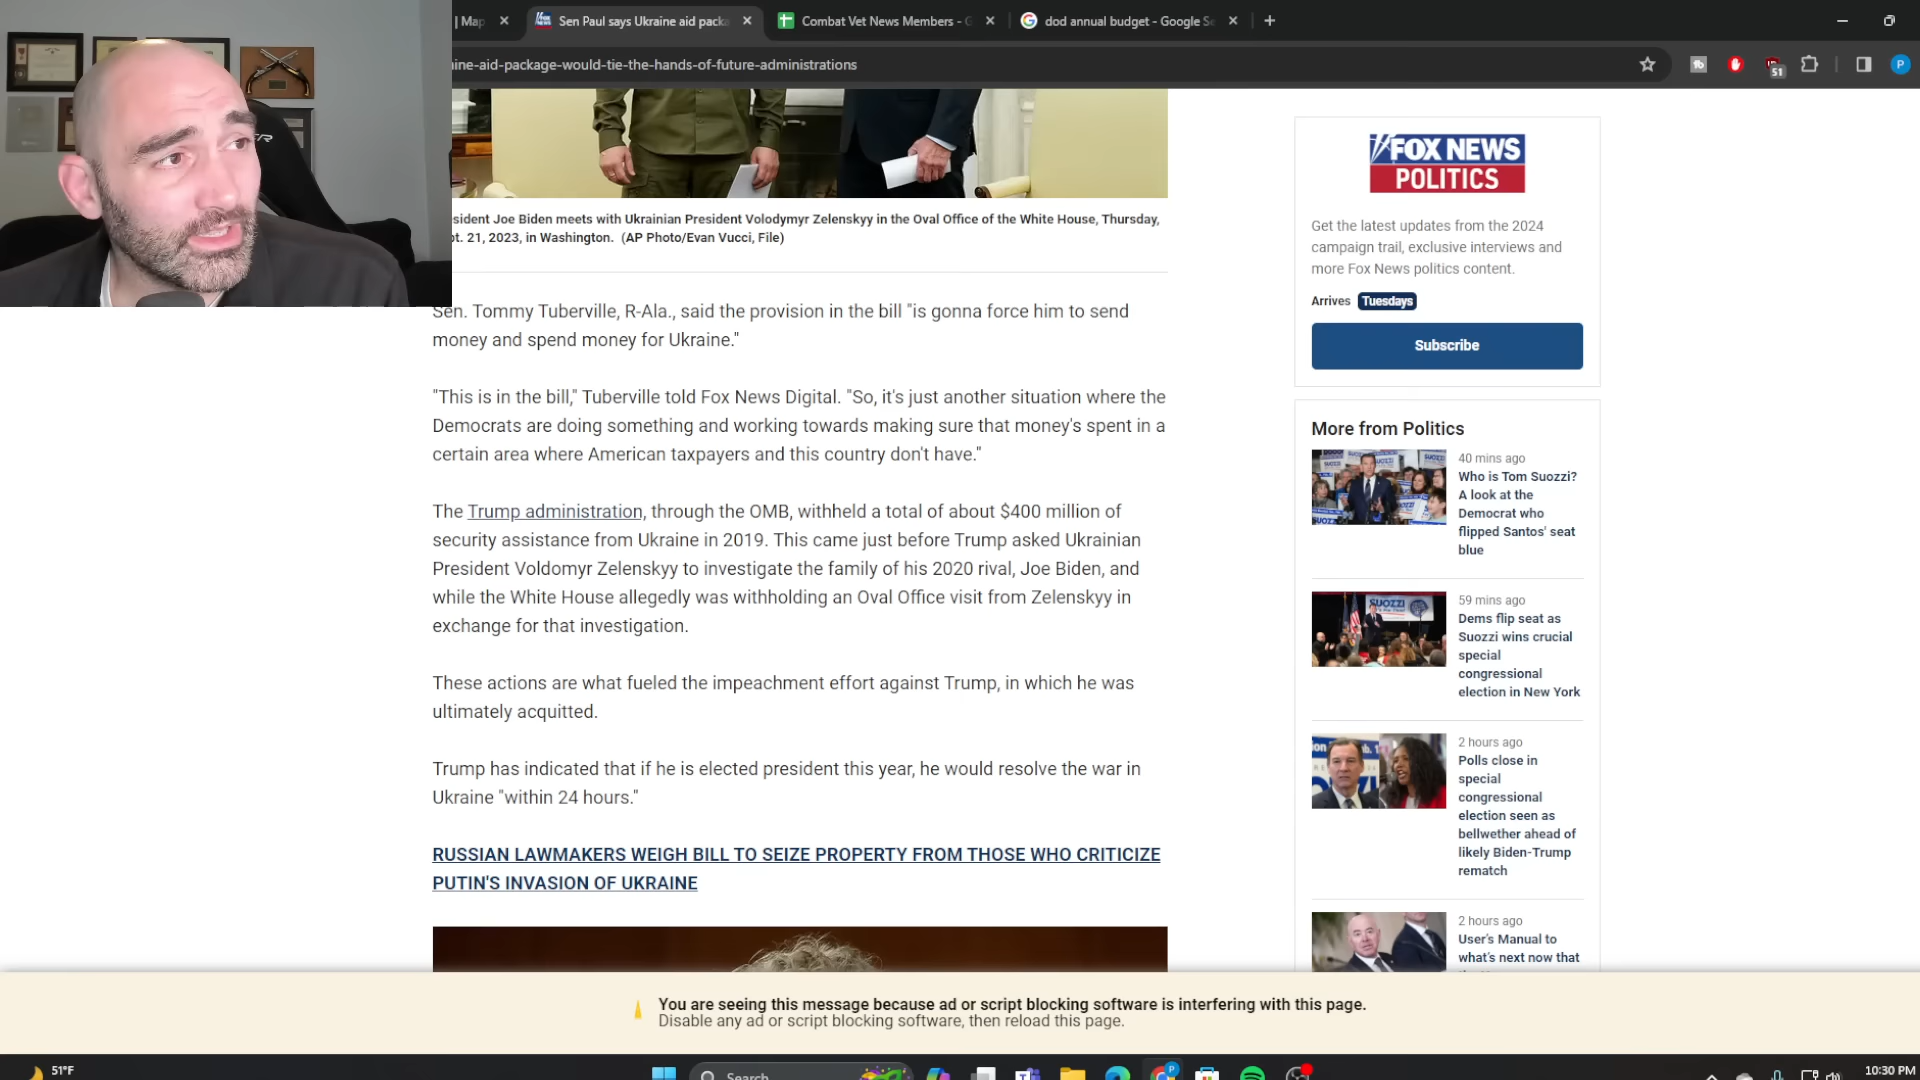 | Map
Sen Paul says Ukraine aid packa
Combat Vet News Members - G
dod annual budget - Google Se
ine-aid-package-would-tie-the-hands-of-future-administrations
51
P
esident Joe Biden meets with Ukrainian President Volodymyr Zelenskyy in the Oval Office of the White House, Thursday,
pt. 21, 2023, in Washington. (AP Photo/Evan Vucci, File)
Sen. Tommy Tuberville, R-Ala., said the provision in the bill "is gonna force him to send
money and spend money for Ukraine."
"This is in the bill," Tuberville told Fox News Digital. "So, it's just another situation where the
Democrats are doing something and working towards making sure that money's spent in a
certain area where American taxpayers and this country don't have."
The Trump administration, through the OMB, withheld a total of about $400 million of
security assistance from Ukraine in 2019. This came just before Trump asked Ukrainian
President Voldomyr Zelenskyy to investigate the family of his 2020 rival, Joe Biden, and
while the White House allegedly was withholding an Oval Office visit from Zelenskyy in
exchange for that investigation.
These actions are what fueled the impeachment effort against Trump, in which he was
ultimately acquitted.
Trump has indicated that if he is elected president this year, he would resolve the war in
Ukraine "within 24 hours."
RUSSIAN LAWMAKERS WEIGH BILL TO SEIZE PROPERTY FROM THOSE WHO CRITICIZE
PUTIN'S INVASION OF UKRAINE
FOX NEWS
POLITICS
Get the latest updates from the 2024
campaign trail, exclusive interviews and
more Fox News politics content.
Arrives Tuesdays
Subscribe
More from Politics
40 mins ago
Who is Tom Suozzi?
A look at the
Democrat who
flipped Santos' seat
blue
59 mins ago
Dems flip seat as
Suozzi wins crucial
special
congressional
election in New York
2 hours ago
Polls close in
special
congressional
election seen as
bellwether ahead of
likely Biden-Trump
rematch
2 hours ago
User's Manual to
what's next now that
You are seeing this message because ad or script blocking software is interfering with this page.
Disable any ad or script blocking software, then reload this page.
51°F
Search
10:30 PM